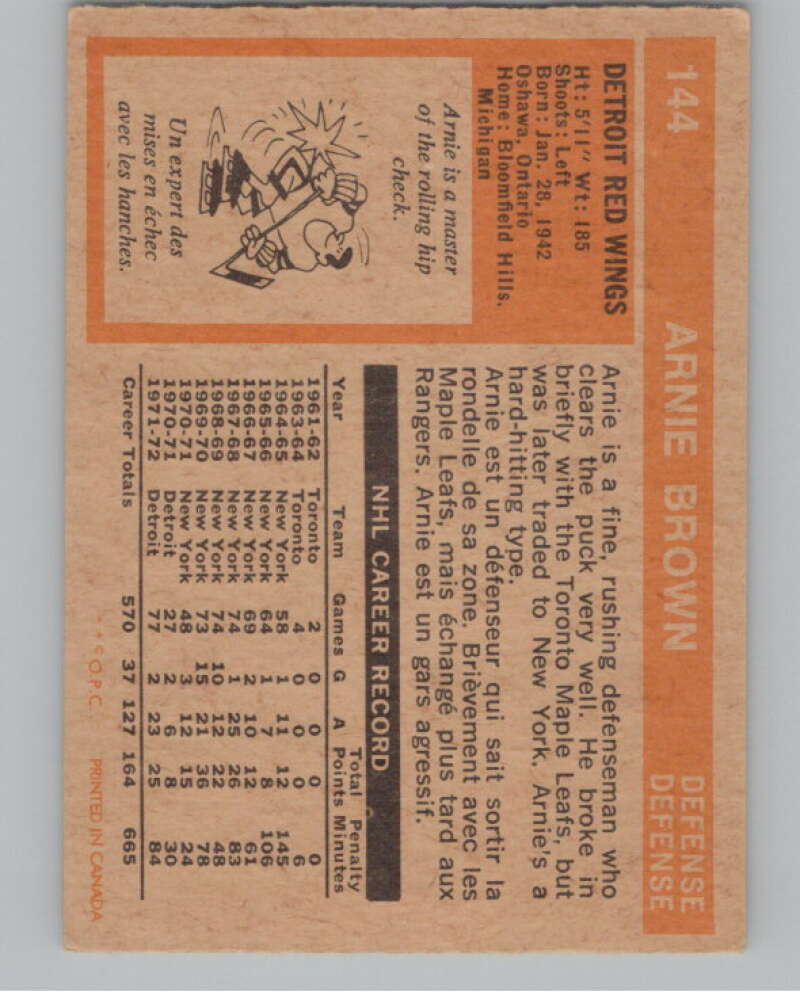 144 ARNIE BROWN DEFENSE
DEFENSE
DETROIT RED WINGS
Ht: 5'11" Wt: 185
Shoots: Left
Born: Jan. 28, 1942
Oshawa, Ontario
Home: Bloomfield Hills.
Michigan
Arnie is a master
of the rolling hip
check.
Un expert des
mises en échec
avec les hanches.
Arnie is a fine, rushing defenseman who
clears the puck very well. He broke in
briefly with the Toronto Maple Leafs, but
was later traded to New York. Arnie's a
hard-hitting type.
Arnie est un défenseur qui sait sortir la
rondelle de sa zone. Brièvement avec les
Maple Leafs, mais échangé plus tard aux
Rangers. Arnie est un gars agressif.
NHL CAREER RECORD
Total Penalty
Year Team Games G A Points Minutes
1961-62 Toronto 2 0 0 0 0
1963-64 Toronto 4 0 0 0 6
1964-65 New York 58 1 11 12 145
1965-66 New York 64 1 7 8 106
1966-67 New York 69 2 10 12 61
1967-68 New York 74 1 25 26 83
1968-69 New York 74 10 12 22 48
1969-70 New York 73 15 21 36 78
1970-71 New York 48 3 12 15 24
1970-71 Detroit 27 2 6 8 30
1971-72 Detroit 77 2 23 25 84
Career Totals 570 37 127 164 665
* * © O.P.C. PRINTED IN CANADA